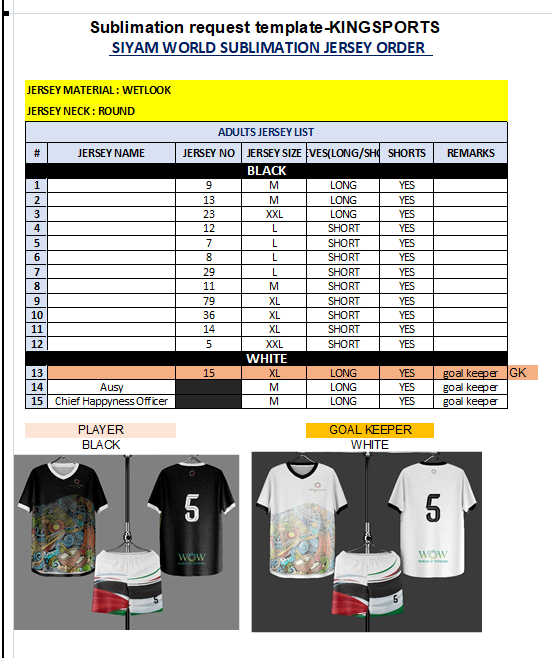 Sublimation request template-KINGSPORTS
SIYAM WORLD SUBLIMATION JERSEY ORDER
JERSEY MATERIAL : WETLOOK
JERSEY NECK : ROUND
ADULTS JERSEY LIST
# JERSEY NAME JERSEY NO JERSEY SIZE EVES(LONG/SHO SHORTS REMARKS
BLACK
1 9 M LONG YES
2 13 M LONG YES
3 23 XXL LONG YES
4 12 L SHORT YES
5 7 L SHORT YES
6 8 L SHORT YES
7 29 L SHORT YES
8 11 M SHORT YES
9 79 XL SHORT YES
10 36 XL SHORT YES
11 14 XL SHORT YES
12 5 XXL SHORT YES
WHITE
13 15 XL LONG YES goal keeper GK
14 Ausy M LONG YES goal keeper
15 Chief Happyness Officer M LONG YES goal keeper
PLAYER GOAL KEEPER
BLACK WHITE
5 5
WOW WOW
5 5